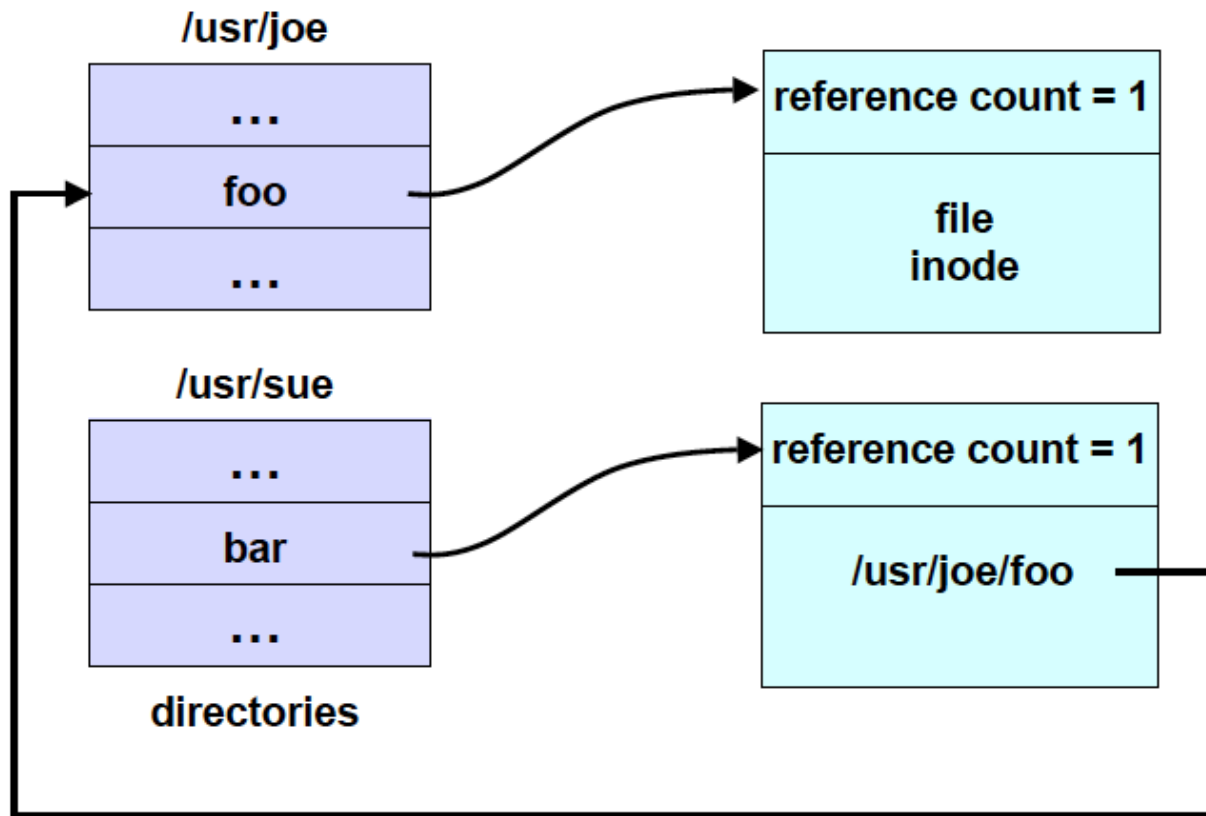 /usr/joe
...
foo
...
reference count = 1
file
inode
/usr/sue
...
bar
...
directories
reference count = 1
/usr/joe/foo